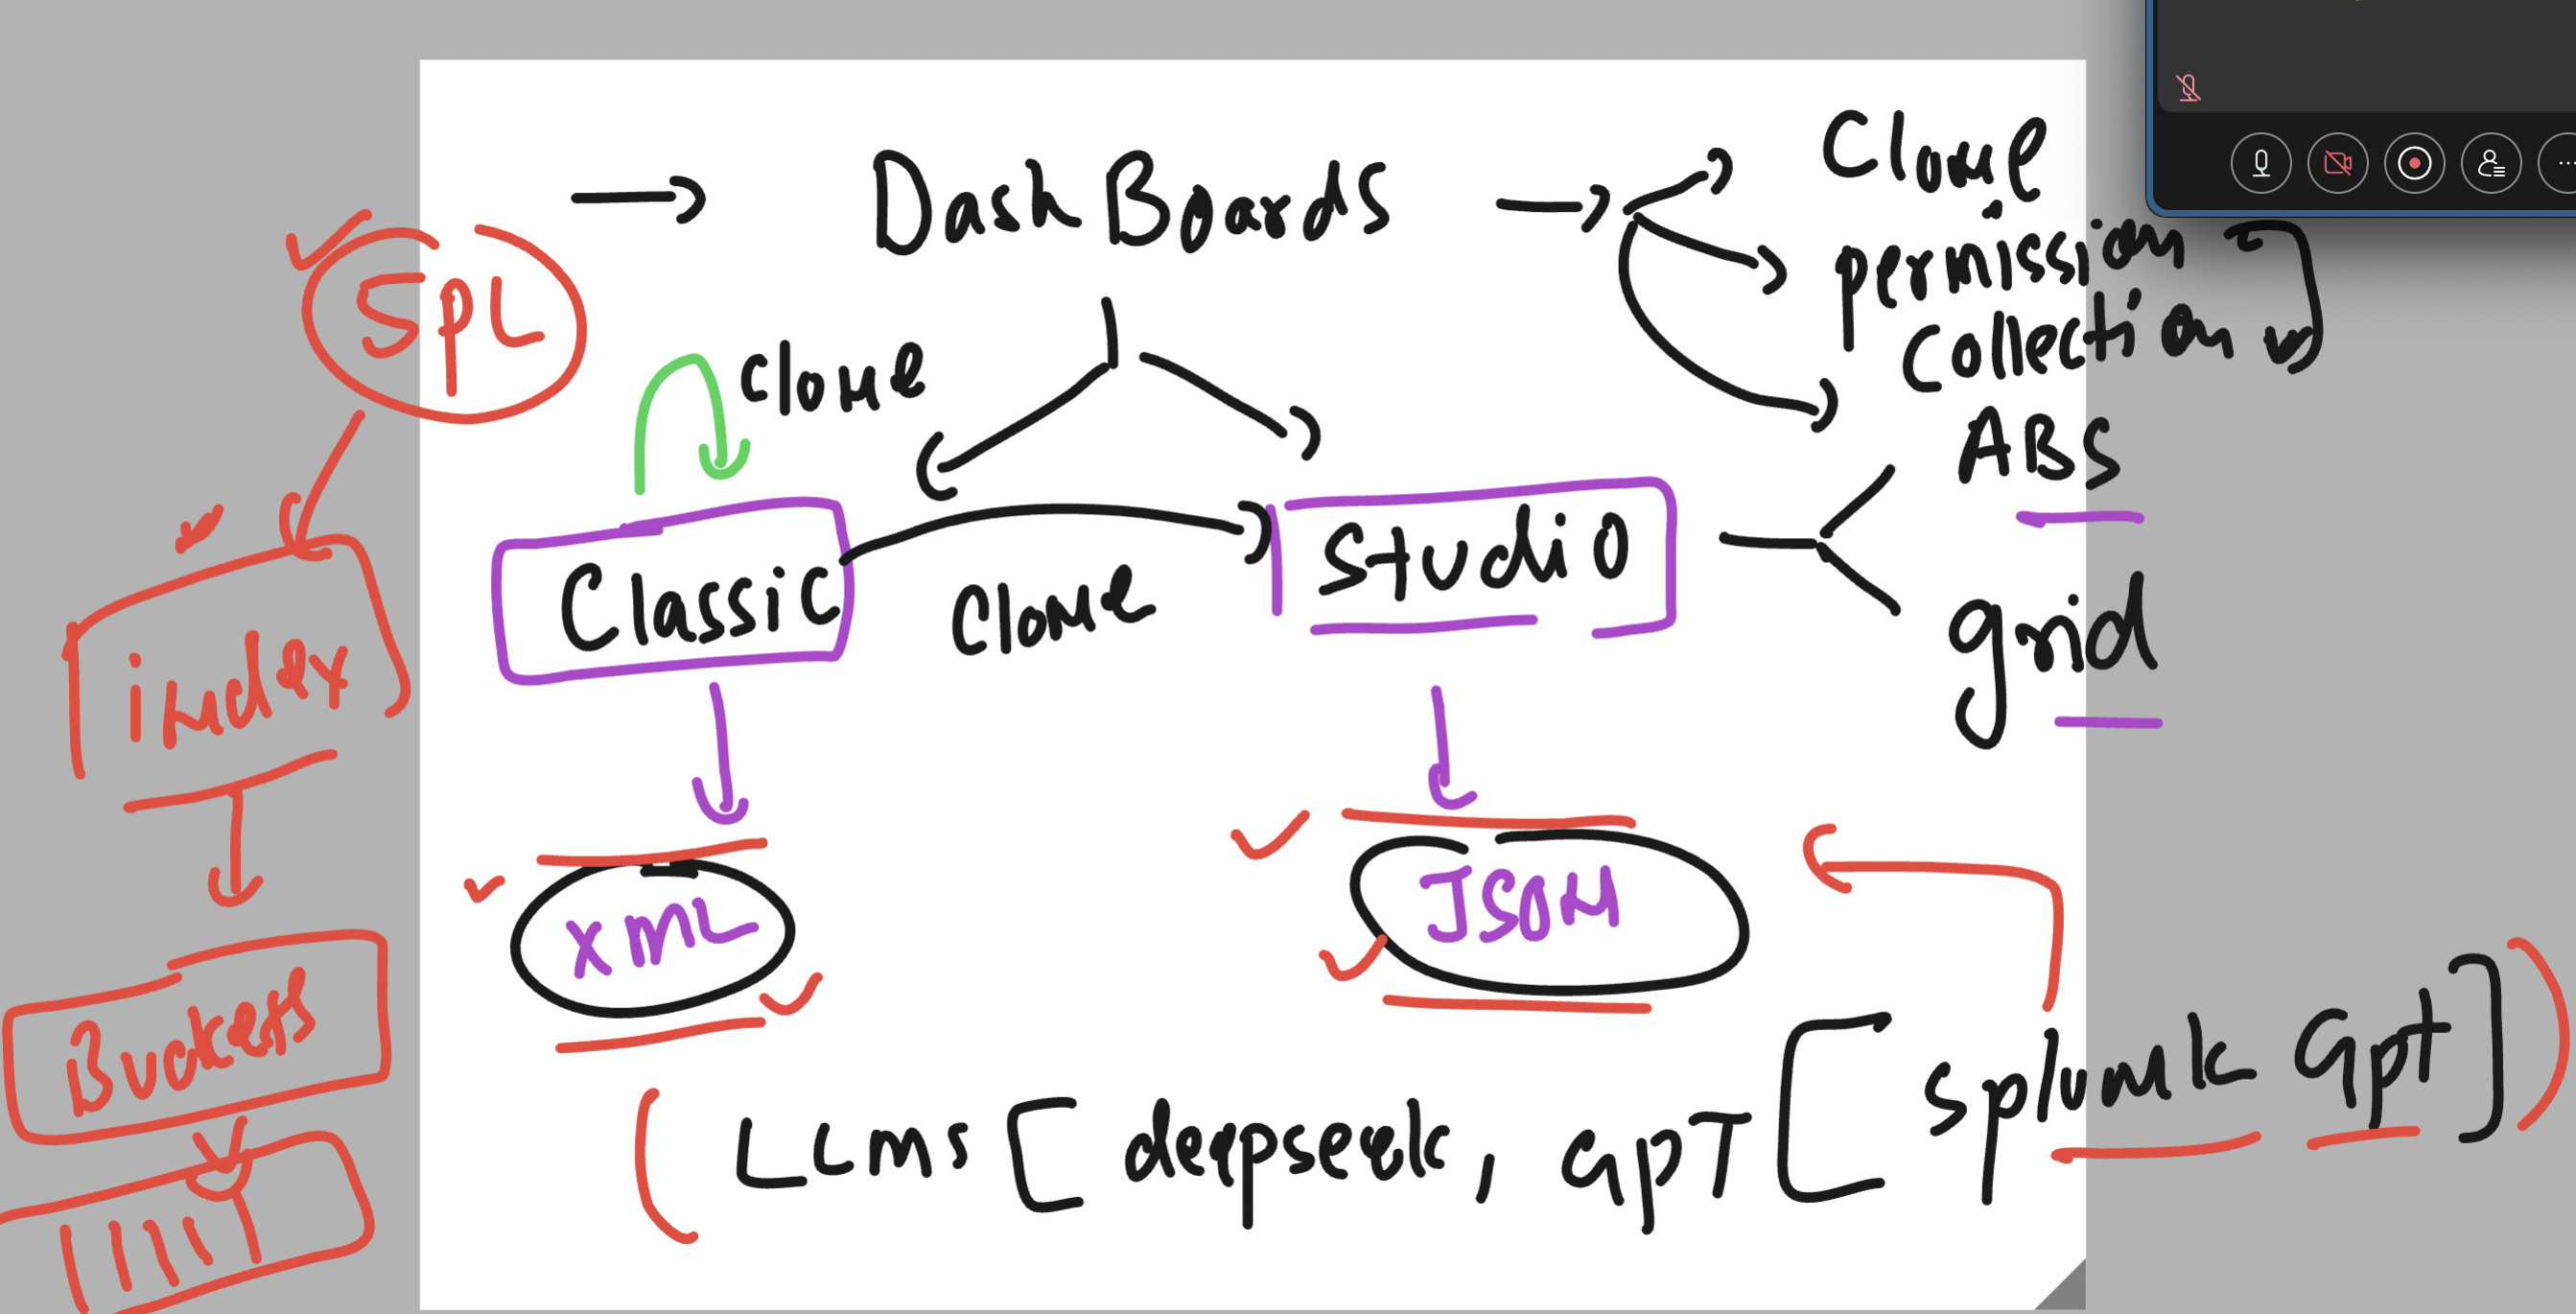 DashBoards
Clone
permission
collection
SPL
clone
ABS
Classic
Clone
Studio
grid
index
XML
JSON
Buckets
LLMs [ deepseek, GPT [ splunk GPT ] )